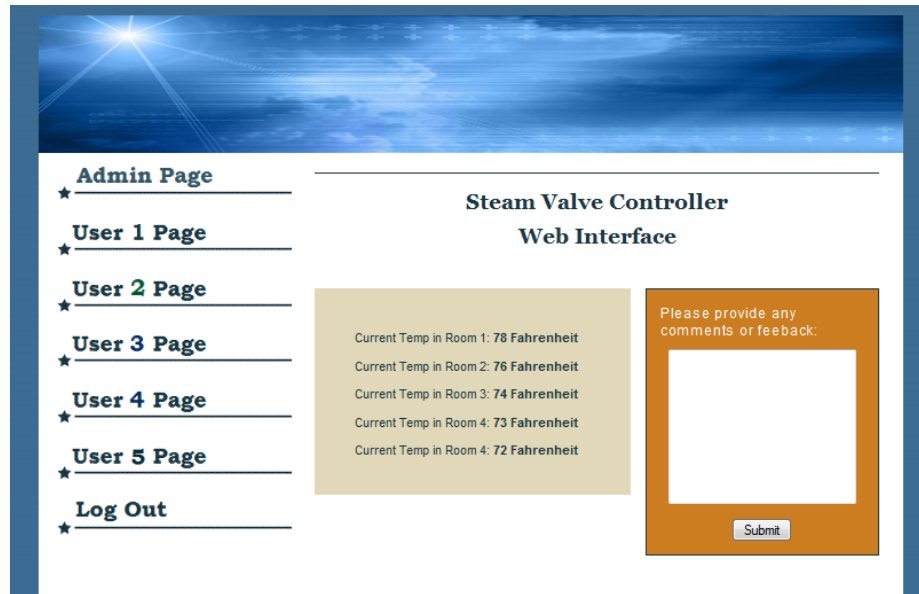 Admin Page
User 1 Page
User 2 Page
User 3 Page
User 4 Page
User 5 Page
Log Out
Steam Valve Controller
Web Interface
Current Temp in Room 1: 78 Fahrenheit
Current Temp in Room 2: 76 Fahrenheit
Current Temp in Room 3: 74 Fahrenheit
Current Temp in Room 4: 73 Fahrenheit
Current Temp in Room 4: 72 Fahrenheit
Please provide any
comments or feeback:
Submit